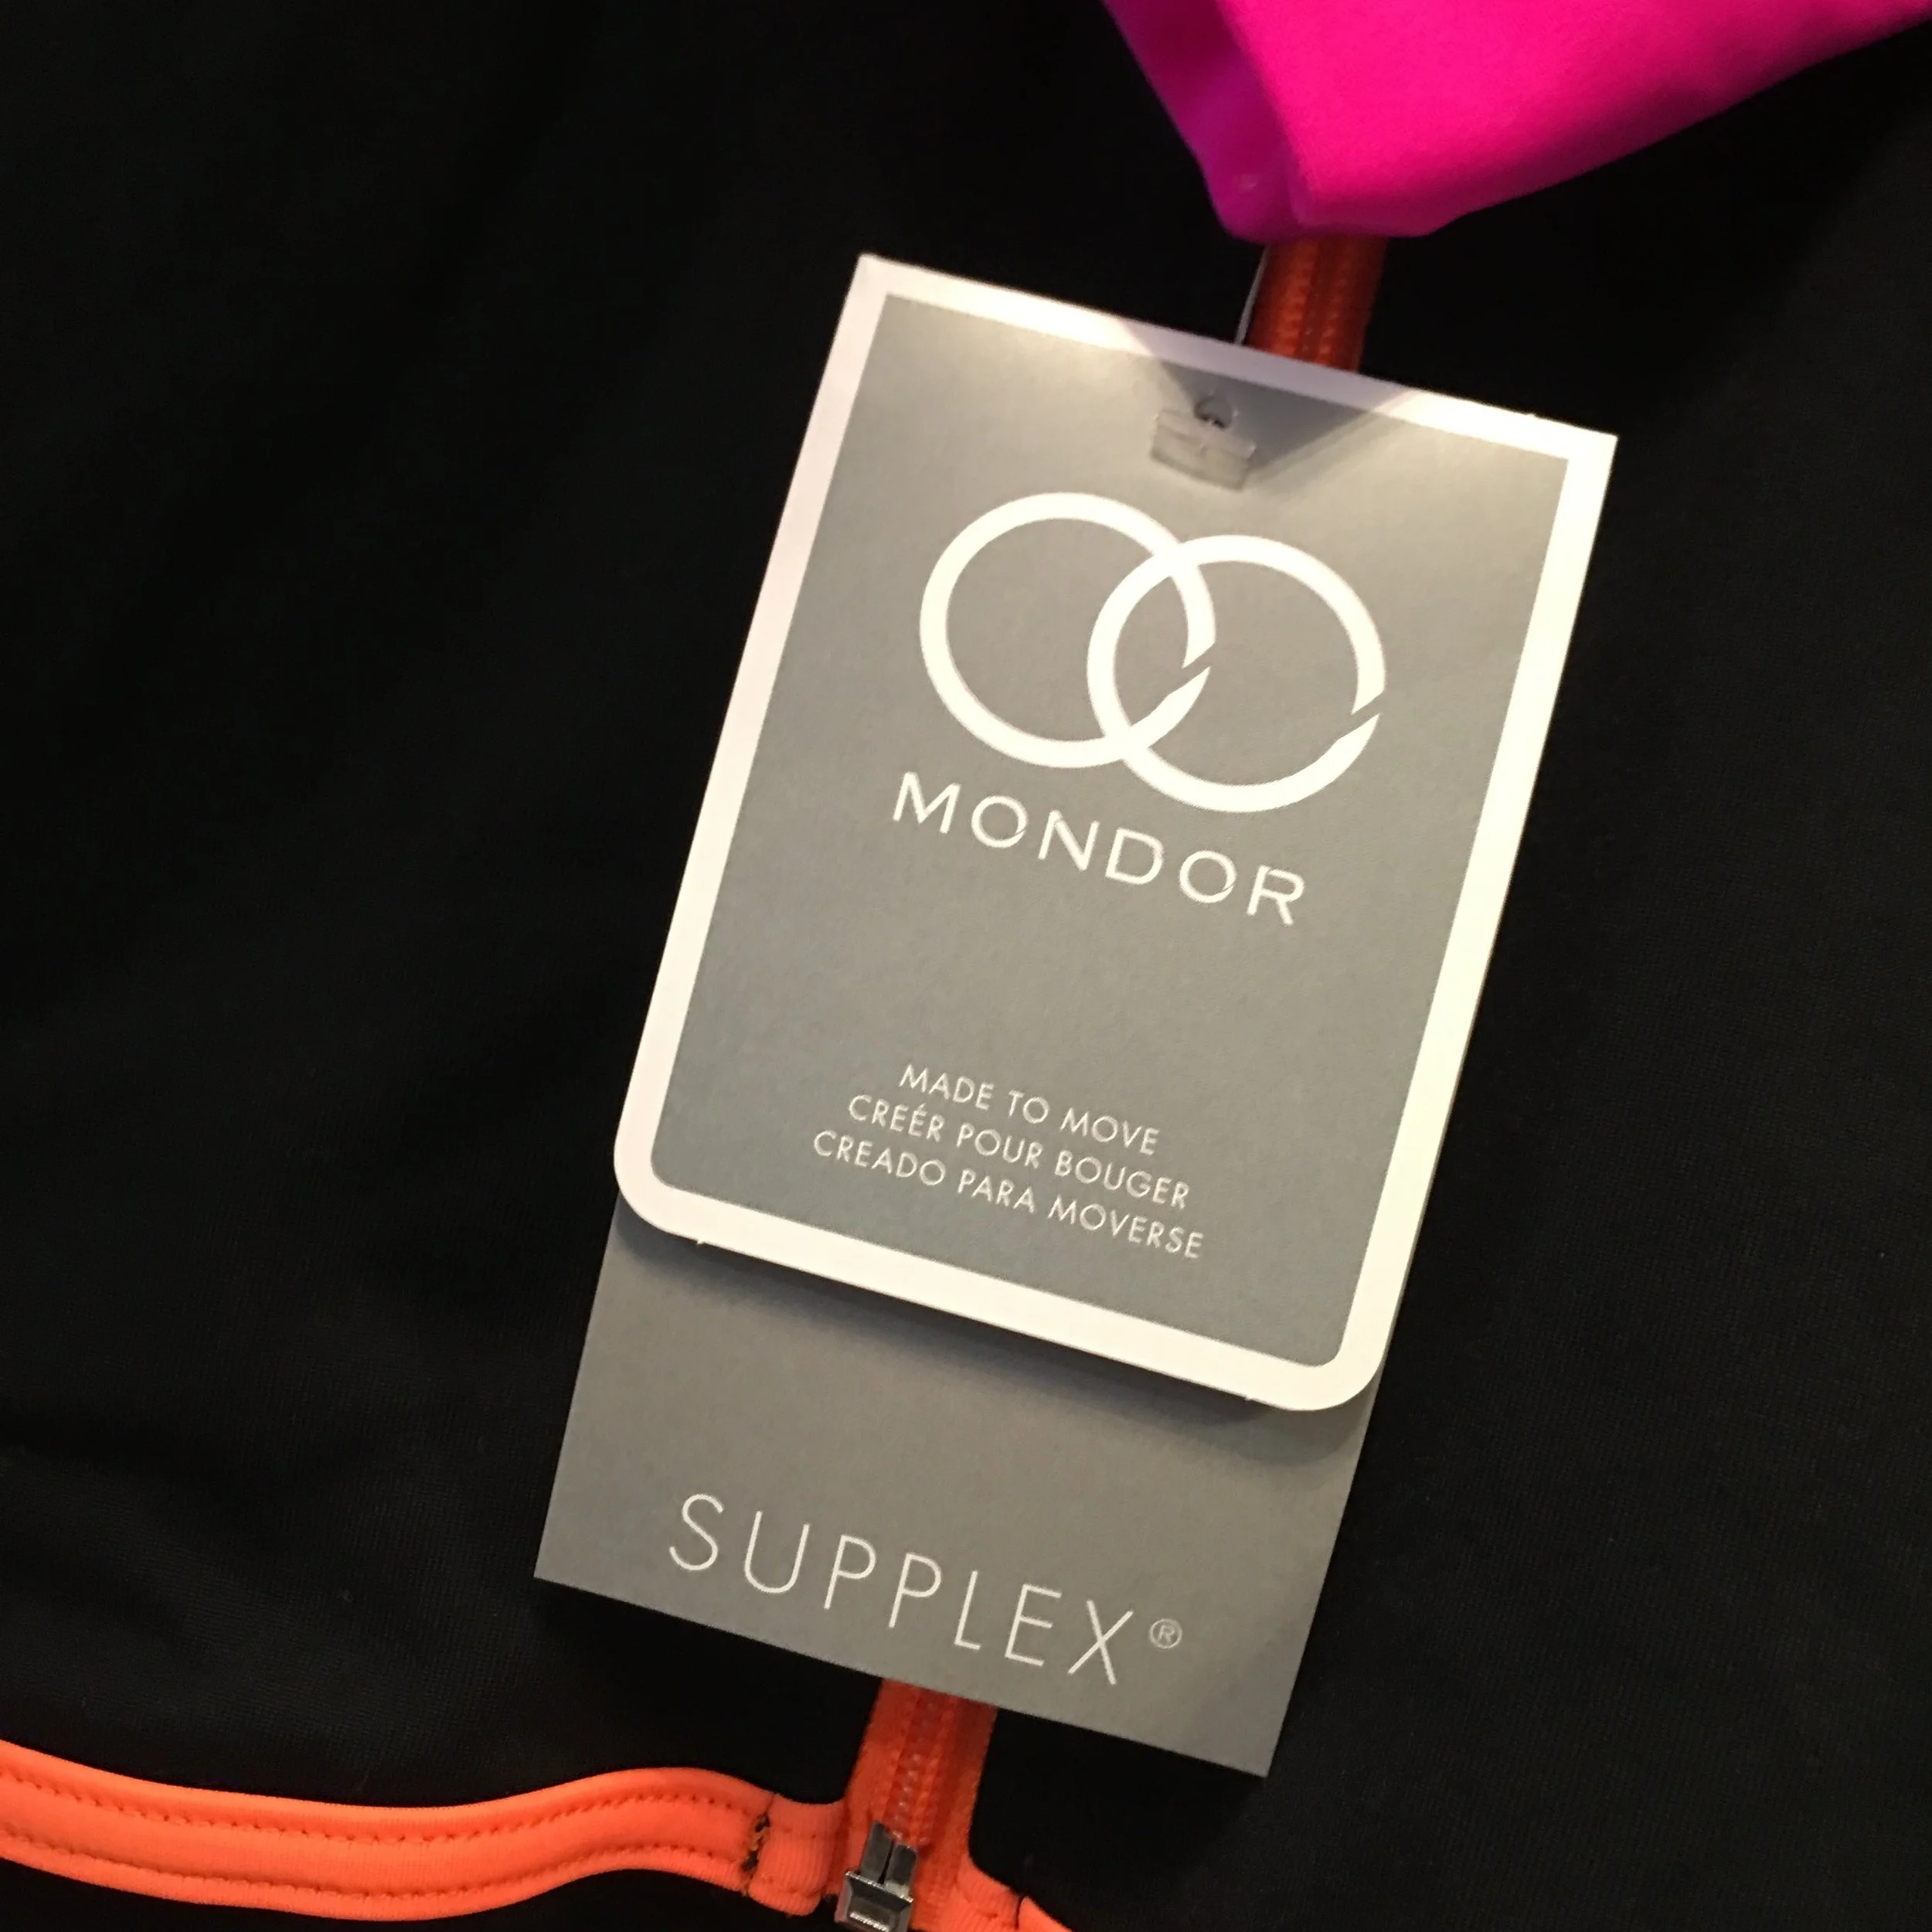 MONDOR
MADE TO MOVE
CREÉR POUR BOUGER
CREADO PARA MOVERSE
SUPPLEX®